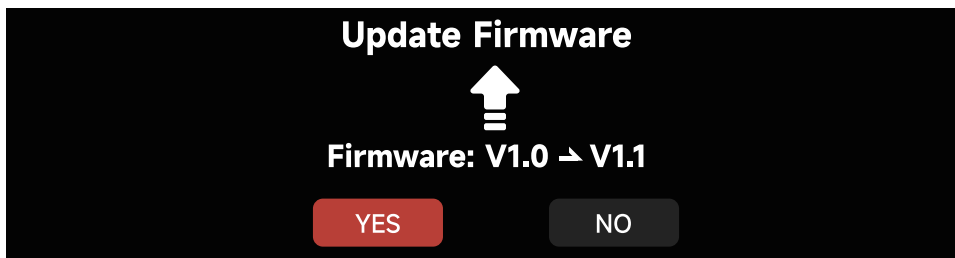 Update Firmware
Firmware: V1.0 ⇀ V1.1
YES NO